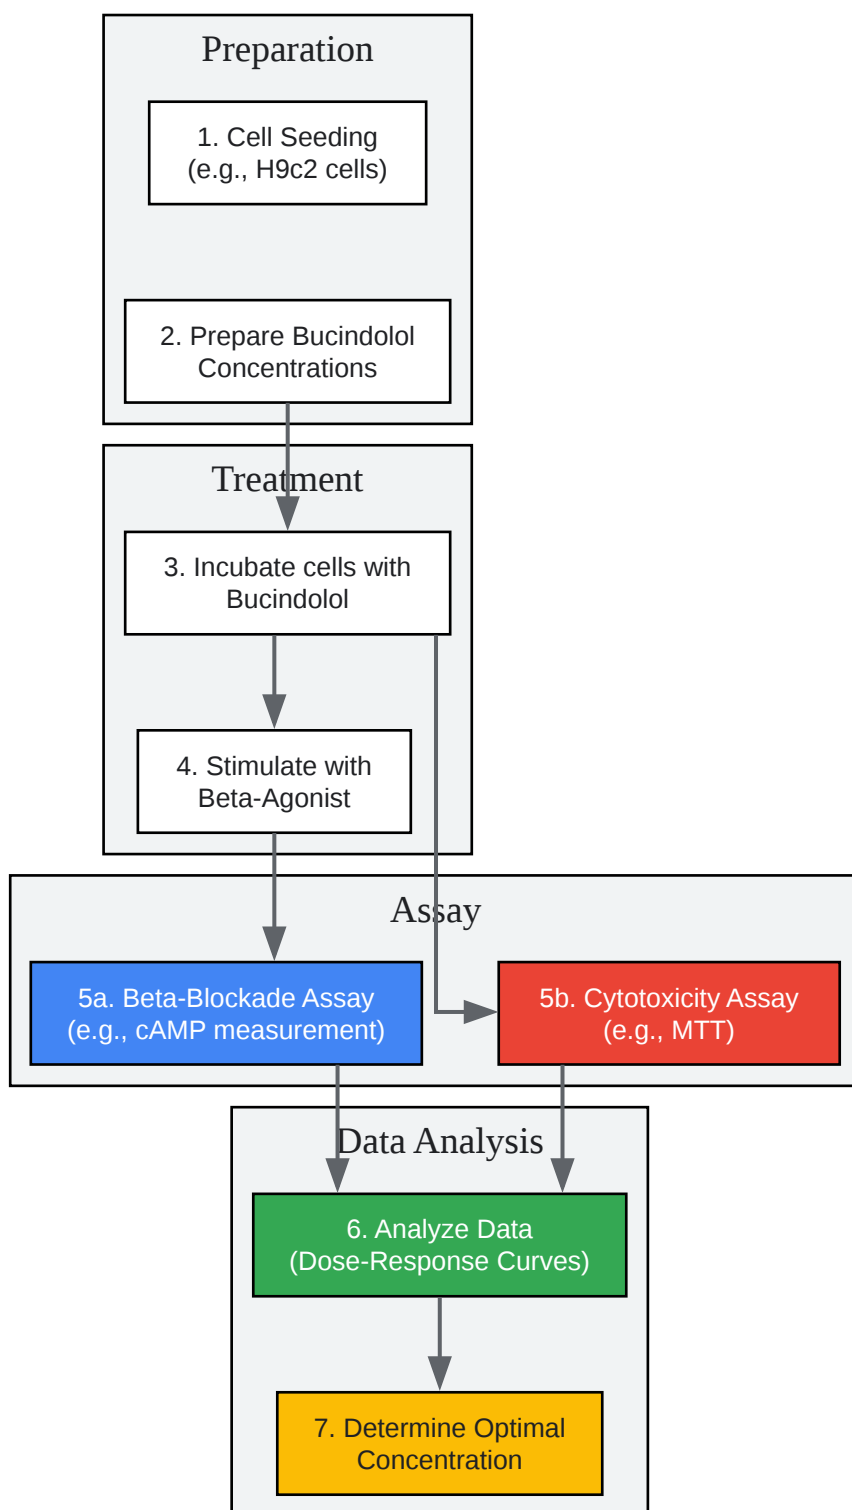 Preparation
1. Cell Seeding
(e.g., H9c2 cells)
2. Prepare Bucindolol
Concentrations
Treatment
3. Incubate cells with
Bucindolol
4. Stimulate with
Beta-Agonist
Assay
5a. Beta-Blockade Assay
(e.g., cAMP measurement)
5b. Cytotoxicity Assay
(e.g., MTT)
Data Analysis
6. Analyze Data
(Dose-Response Curves)
7. Determine Optimal
Concentration